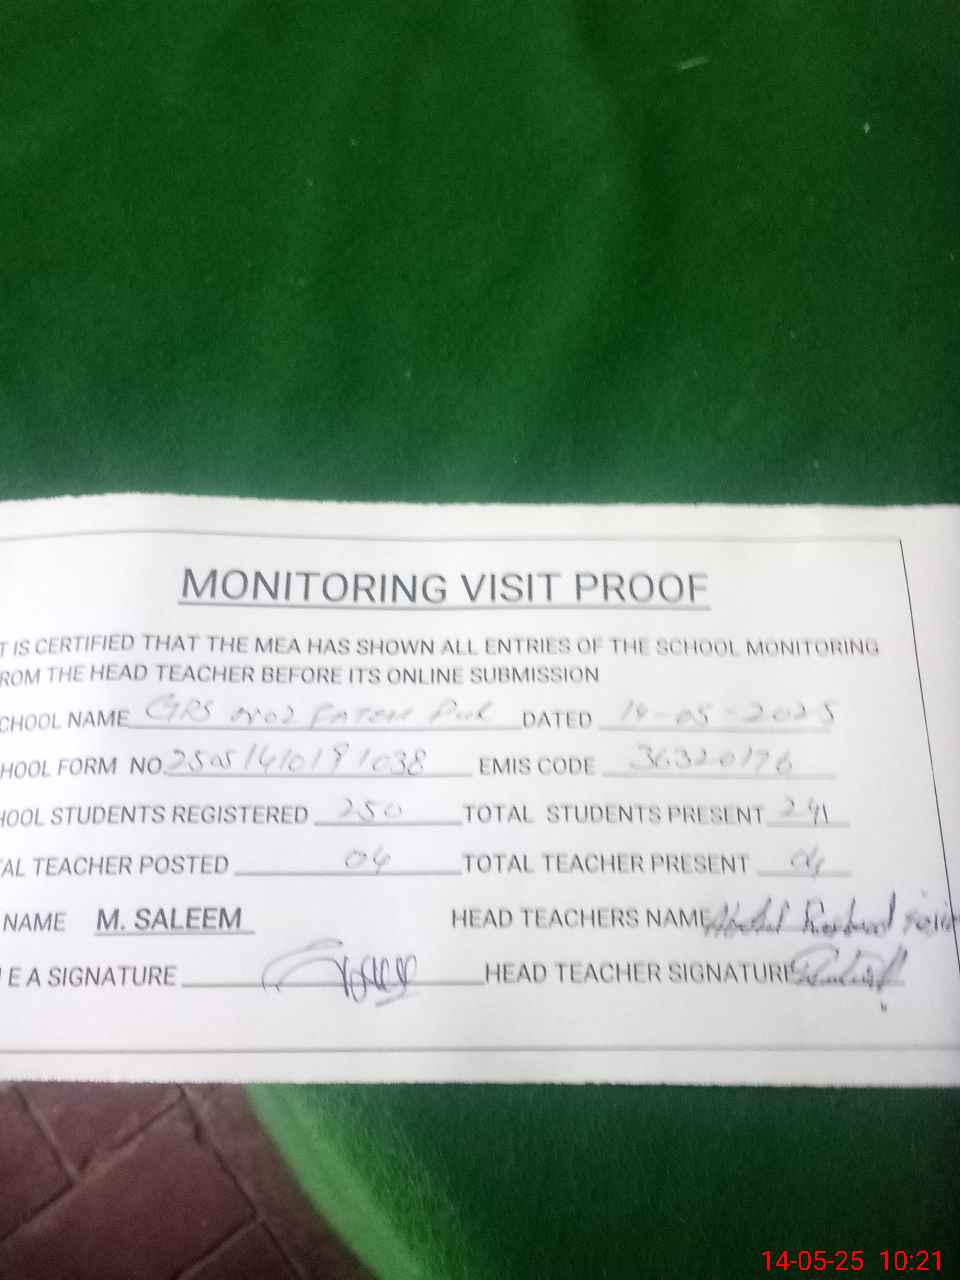 MONITORING VISIT PROOF
T IS CERTIFIED THAT THE MEA HAS SHOWN ALL ENTRIES OF THE SCHOOL MONITORING
ROM THE HEAD TEACHER BEFORE ITS ONLINE SUBMISSION
CHOOL NAME DATED 14-05-2025
HOOL FORM NO. EMIS CODE 36320176
HOOL STUDENTS REGISTERED 250 TOTAL STUDENTS PRESENT 241
AL TEACHER POSTED 04 TOTAL TEACHER PRESENT 04
NAME M. SALEEM HEAD TEACHERS NAME Abdul
E A SIGNATURE HEAD TEACHER SIGNATURE
14-05-25 10:21